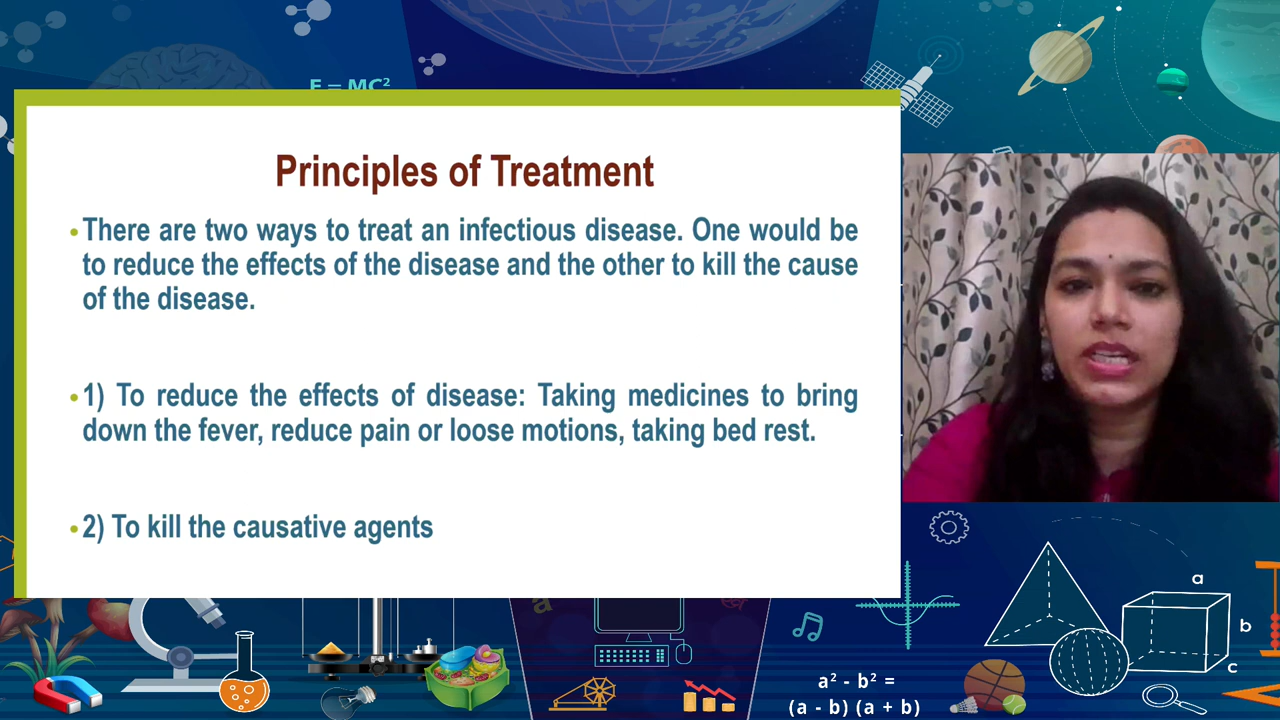 E = MC²
Principles of Treatment
• There are two ways to treat an infectious disease. One would be
to reduce the effects of the disease and the other to kill the cause
of the disease.
• 1) To reduce the effects of disease: Taking medicines to bring
down the fever, reduce pain or loose motions, taking bed rest.
• 2) To kill the causative agents
a
b
c
a² - b² =
(a - b) (a + b)